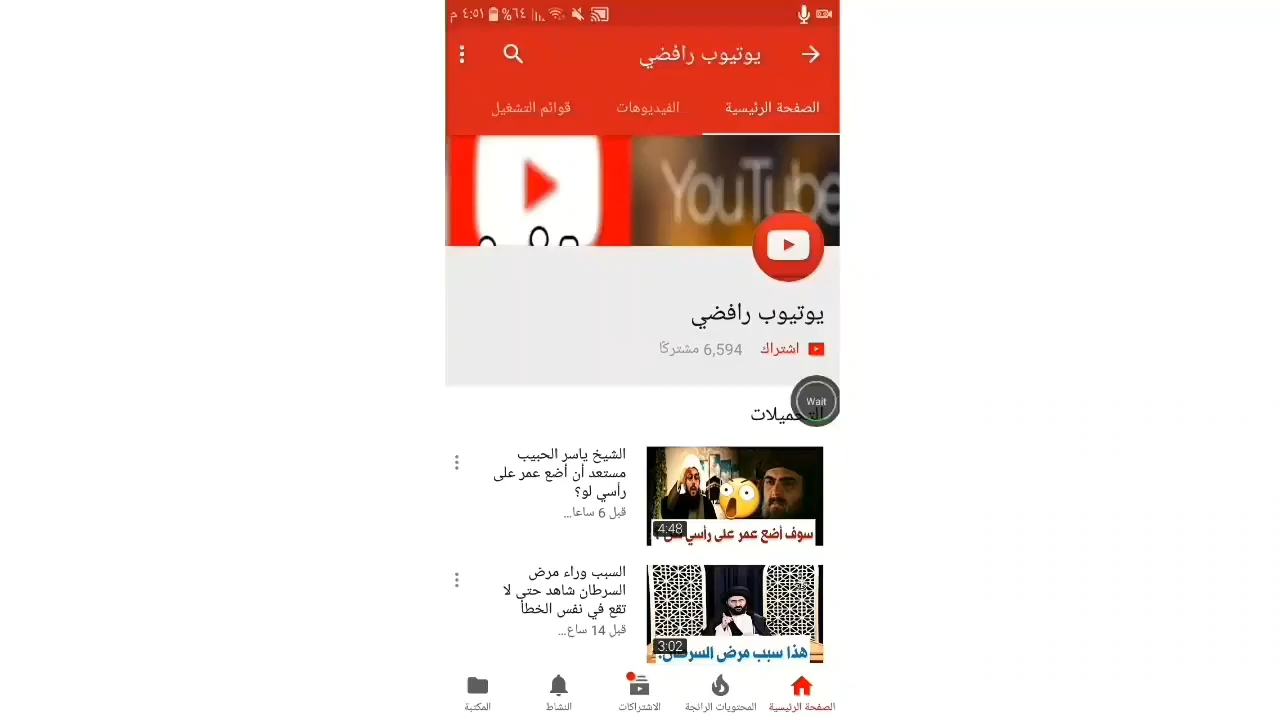 ٤:٥١ م ٦٤%
يوتيوب رافضي
الصفحة الرئيسية
الفيديوهات
قوائم التشغيل
YouTube
يوتيوب رافضي
اشتراك
6,594 مشتركًا
Wait
التحميلات
الشيخ ياسر الحبيب
مستعد أن أضع عمر على
رأسي لو؟
قبل 6 ساعا...
سوف أضع عمر على رأسي
4:48
السبب وراء مرض
السرطان شاهد حتى لا
تقع في نفس الخطأ
قبل 14 ساع...
3:02
هذا سبب مرض السرطان
الصفحة الرئيسية
المحتويات الرائجة
الاشتراكات
النشاط
المكتبة